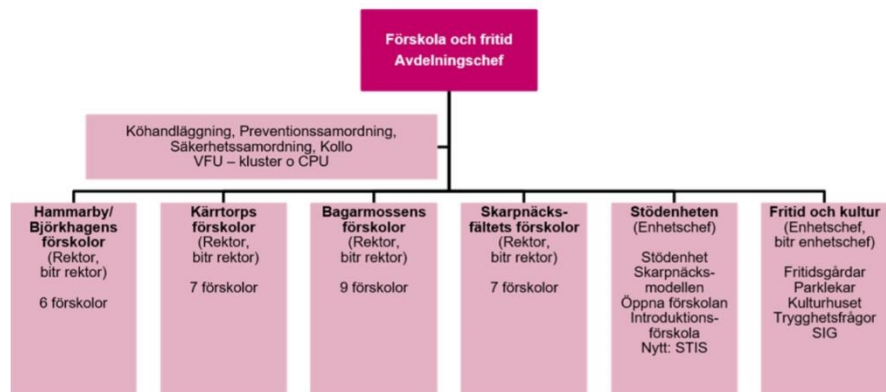 Förskola och fritid
Avdelningschef
Köhandläggning, Preventionssamordning,
Säkerhetssamordning, Kollo
VFU – kluster o CPU
Hammarby/
Björkhagens
förskolor
(Rektor,
bitr rektor)
6 förskolor
Kärrtorps
förskolor
(Rektor,
bitr rektor)
7 förskolor
Bagarmossens
förskolor
(Rektor,
bitr rektor)
9 förskolor
Skarpnäcks-
fältets förskolor
(Rektor,
bitr rektor)
7 förskolor
Stödenheten
(Enhetschef)
Stödenhet
Skarpnäcks-
modellen
Öppna förskolan
Introduktions-
förskola
Nytt: STIS
Fritid och kultur
(Enhetschef,
bitr enhetschef)
Fritidsgårdar
Parklekar
Kulturhuset
Trygghetsfrågor
SIG